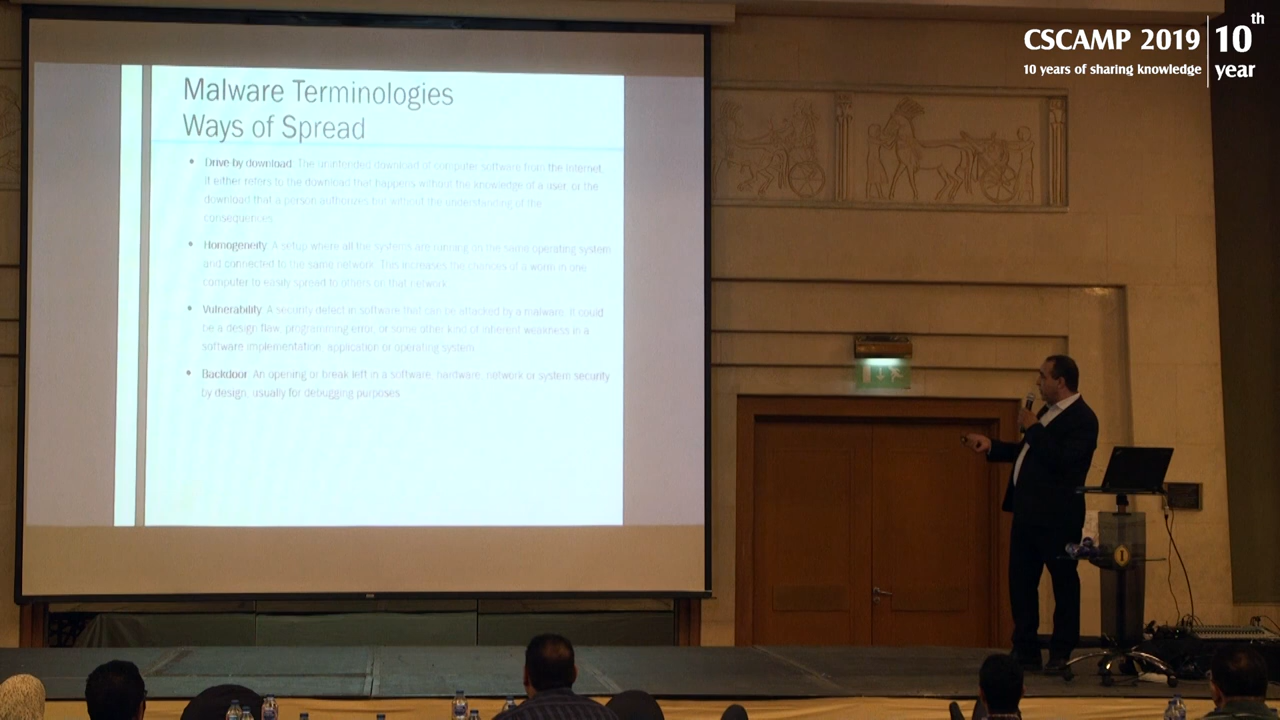 CSCAMP 2019
10 years of sharing knowledge
10th
year
Malware Terminologies
Ways of Spread
Drive by download: The unintended download of computer software from the Internet.
It either refers to the download that happens without the knowledge of a user, or the
download that a person authorizes but without the understanding of the
consequences.
Homogeneity: A setup where all the systems are running on the same operating system
and connected to the same network. This increases the chances of a worm in one
computer to easily spread to others on that network.
Vulnerability: A security defect in software that can be attacked by a malware. It could
be a design flaw, programming error, or some other kind of inherent weakness in a
software implementation, application or operating system.
Backdoor: An opening or break left in a software, hardware, network or system security
by design, usually for debugging purposes.